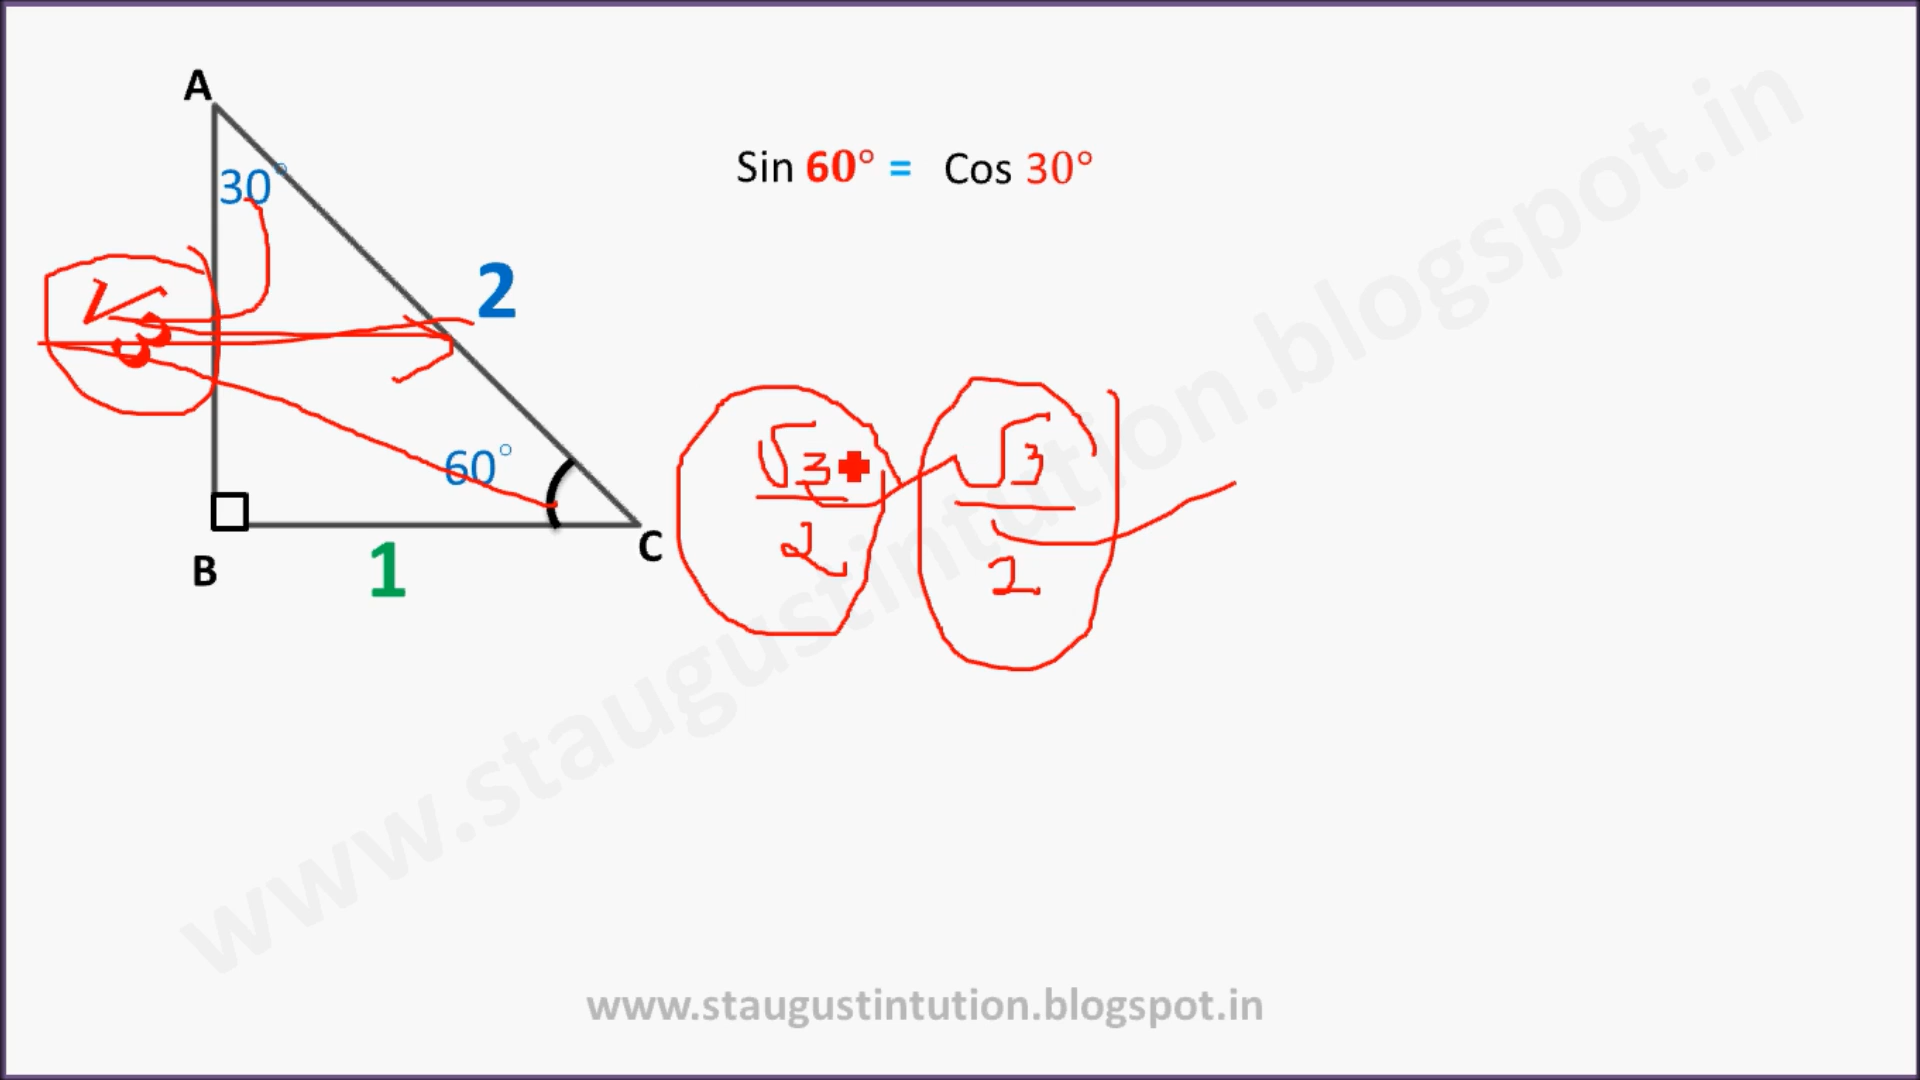 A
Sin 60° = Cos 30°
30°
2
√3
60°
√3/2 √3/2
C
B
1
www.staugustintution.blogspot.in
www.staugustintution.blogspot.in